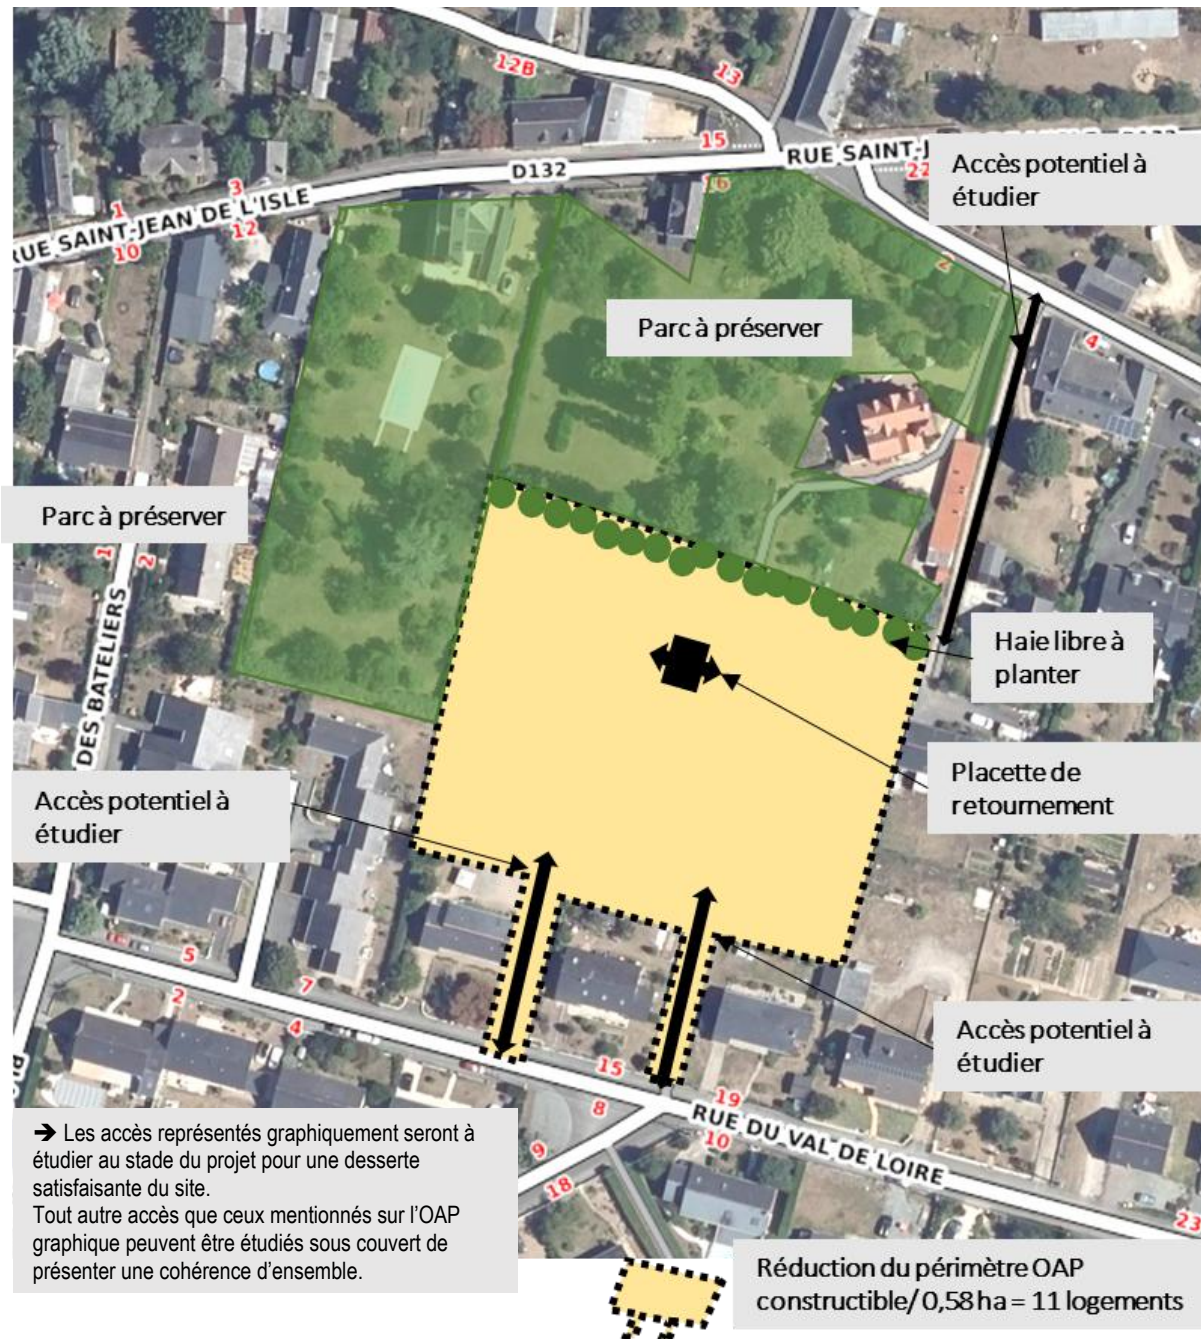 12B
13
15
D132
RUE SAINT-J
22
Accès potentiel à
étudier
3
1
RUE SAINT-JEAN DE L'ISLE
10
12
16
2
Parc à préserver
4
Parc à préserver
1
2
DES BATELIERS
Haie libre à
planter
Placette de
retournement
Accès potentiel à
étudier
5
7
2
4
15
8
19
10
RUE DU VAL DE LOIRE
Accès potentiel à
étudier
9
18
23
➔ Les accès représentés graphiquement seront à
étudier au stade du projet pour une desserte
satisfaisante du site.
Tout autre accès que ceux mentionnés sur l’OAP
graphique peuvent être étudiés sous couvert de
présenter une cohérence d’ensemble.
Réduction du périmètre OAP
constructible/ 0,58 ha = 11 logements